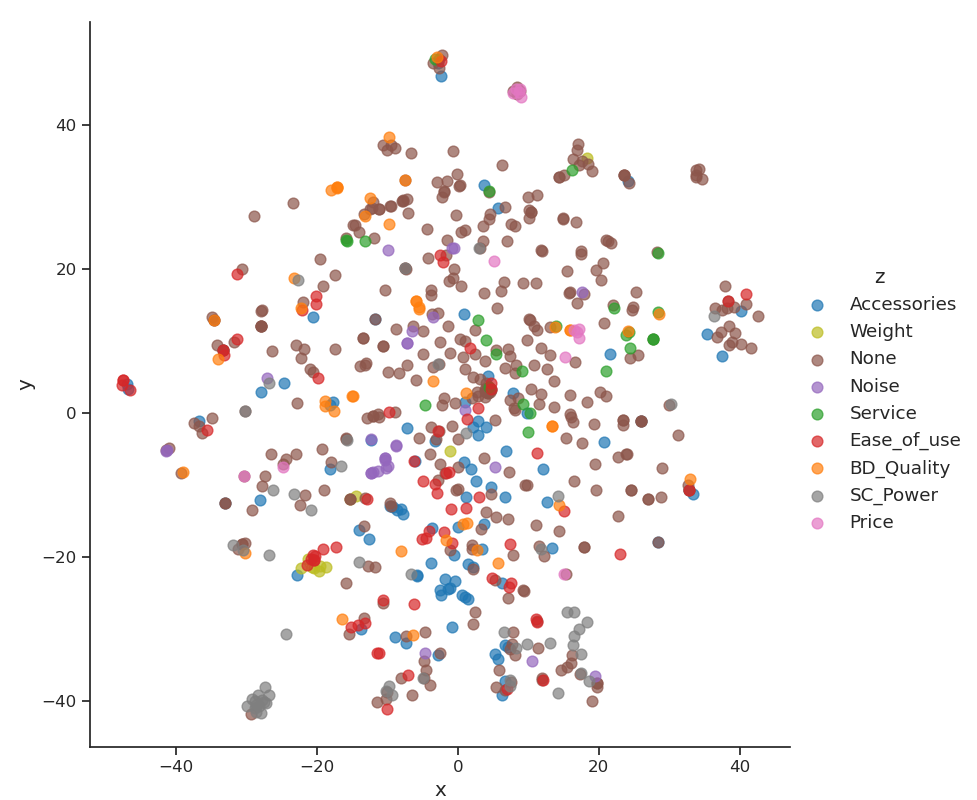 40
20
0
−20
−40
y
−40
−20
0
20
40
x
z
Accessories
Weight
None
Noise
Service
Ease_of_use
BD_Quality
SC_Power
Price